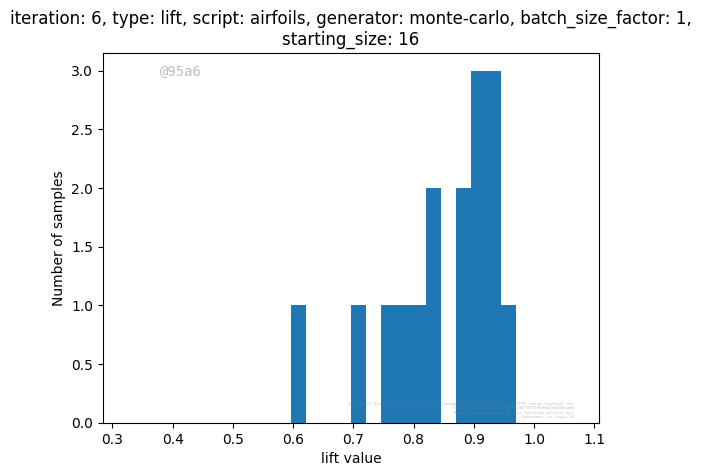 iteration: 6, type: lift, script: airfoils, generator: monte-carlo, batch_size_factor: 1,
starting_size: 16
@95a6
3.0
2.5
2.0
1.5
1.0
0.5
0.0
Number of samples
0.3 0.4 0.5 0.6 0.7 0.8 0.9 1.0 1.1
lift value